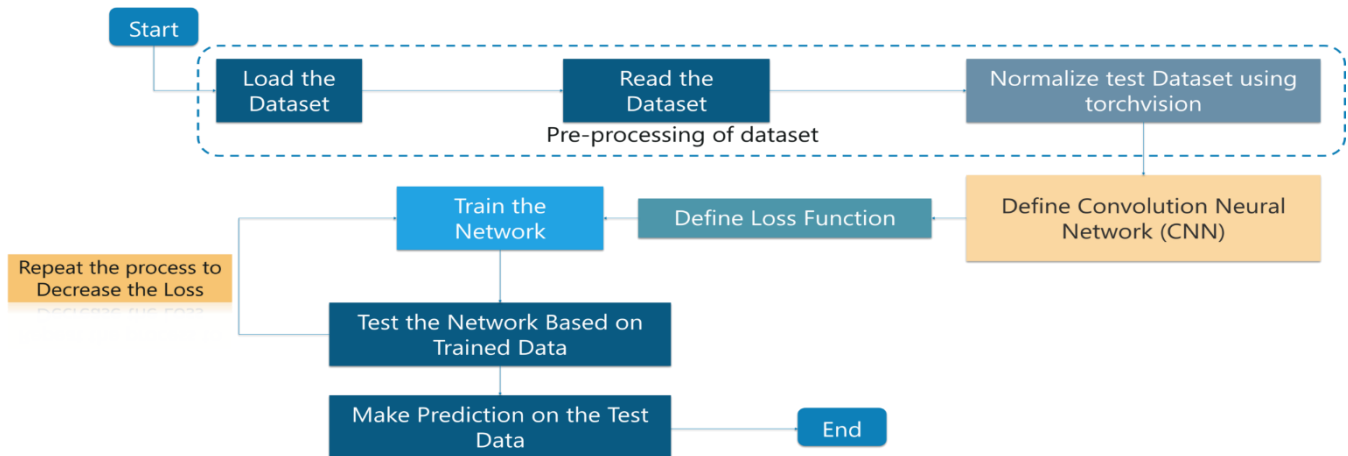 Start
Load the
Dataset
Read the
Dataset
Normalize test Dataset using
torchvision
Pre-processing of dataset
Define Convolution Neural
Network (CNN)
Define Loss Function
Train the
Network
Repeat the process to
Decrease the Loss
Test the Network Based on
Trained Data
Make Prediction on the Test
Data
End